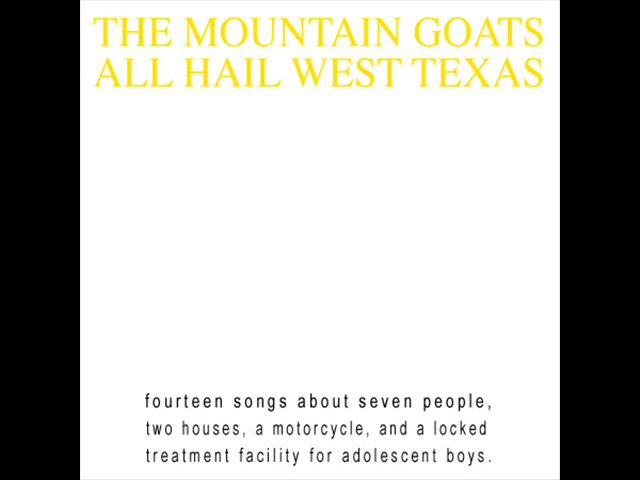 THE MOUNTAIN GOATS
ALL HAIL WEST TEXAS
fourteen songs about seven people,
two houses, a motorcycle, and a locked
treatment facility for adolescent boys.